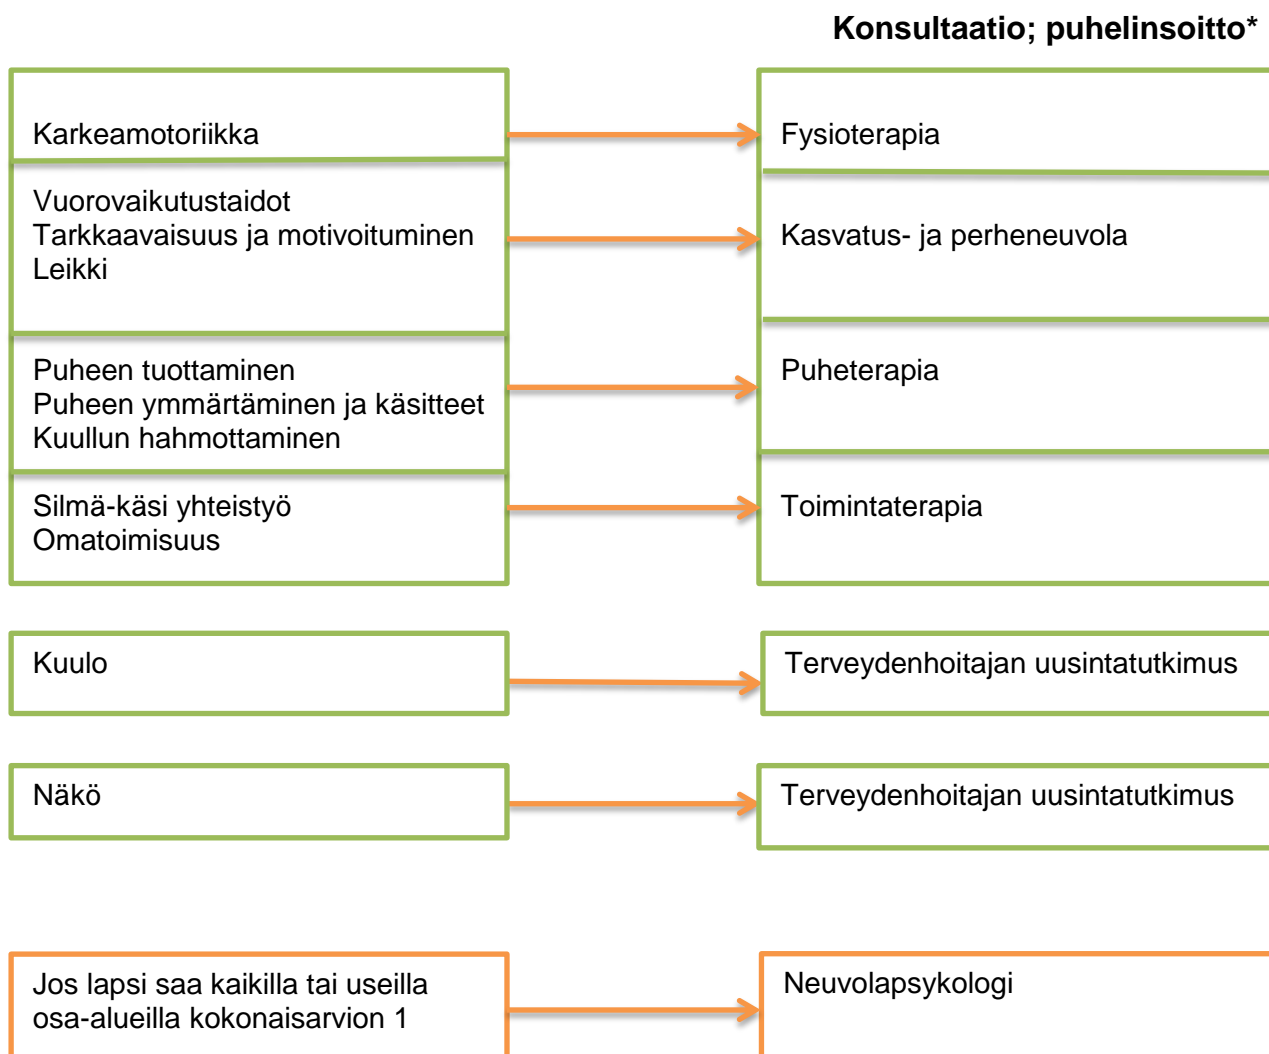 Konsultaatio; puhelinsoitto*
Karkeamotoriikka
Fysioterapia
Vuorovaikutustaidot
Tarkkaavaisuus ja motivoituminen
Leikki
Kasvatus- ja perheneuvola
Puheen tuottaminen
Puheen ymmärtäminen ja käsitteet
Kuullun hahmottaminen
Puheterapia
Silmä-käsi yhteistyö
Omatoimisuus
Toimintaterapia
Kuulo
Terveydenhoitajan uusintatutkimus
Näkö
Terveydenhoitajan uusintatutkimus
Jos lapsi saa kaikilla tai useilla
osa-alueilla kokonaisarvion 1
Neuvolapsykologi